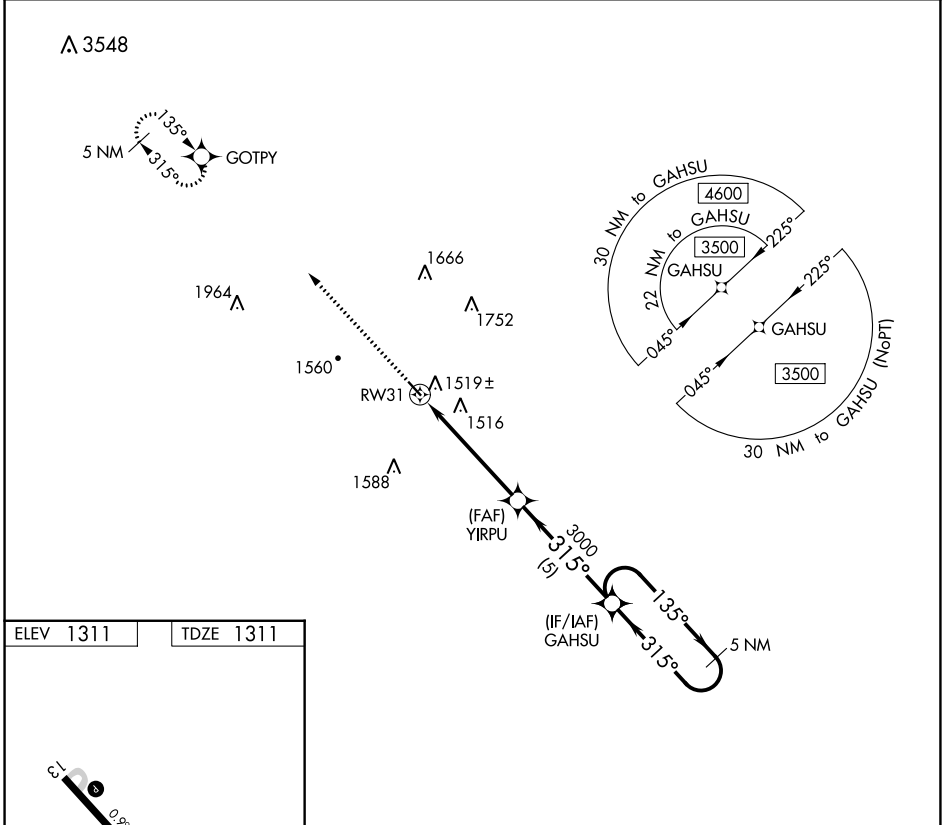 3548
135°
5 NM
315°
GOTPY
30 NM to GAHSU
4600
22 NM to GAHSU
3500
GAHSU
225°
045°
225°
GAHSU
045°
3500
30 NM to GAHSU (NoPT)
1666
1964
1752
1560
RW31
1519±
1516
1588
(FAF)
YIRPU
3000
315°
(5)
(IF/IAF)
GAHSU
135°
315°
5 NM
ELEV 1311
TDZE 1311
13
P